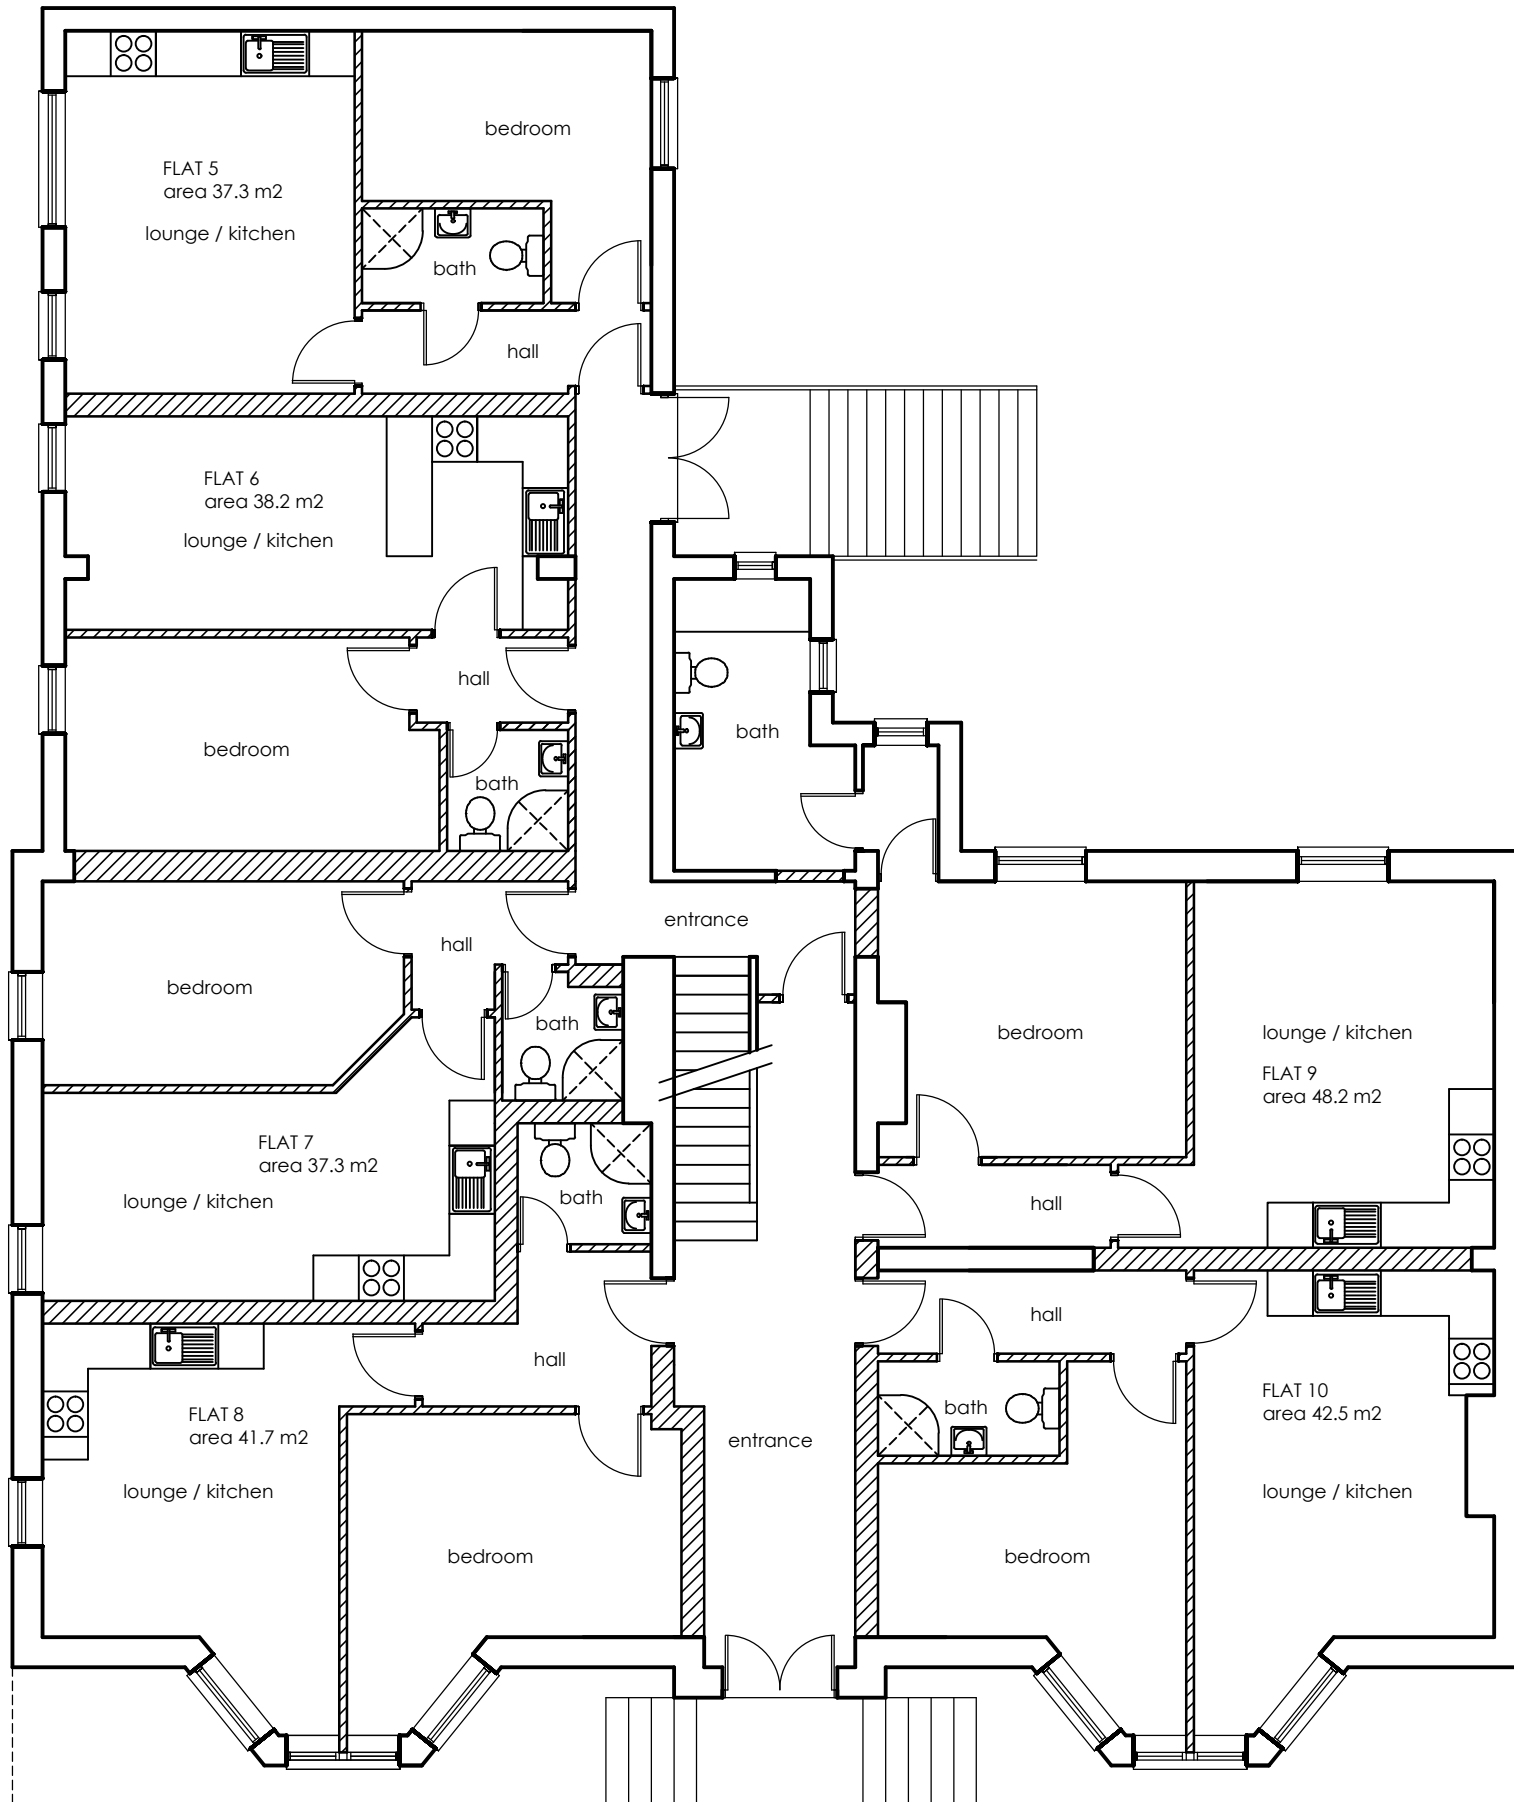 bedroom
FLAT 5
area 37.3 m2
lounge / kitchen
bath
hall
FLAT 6
area 38.2 m2
lounge / kitchen
hall
bedroom
bath
bath
entrance
hall
bedroom
bath
bedroom
lounge / kitchen
FLAT 9
area 48.2 m2
FLAT 7
area 37.3 m2
lounge / kitchen
bath
hall
hall
hall
FLAT 8
area 41.7 m2
lounge / kitchen
bedroom
entrance
bath
FLAT 10
area 42.5 m2
lounge / kitchen
bedroom